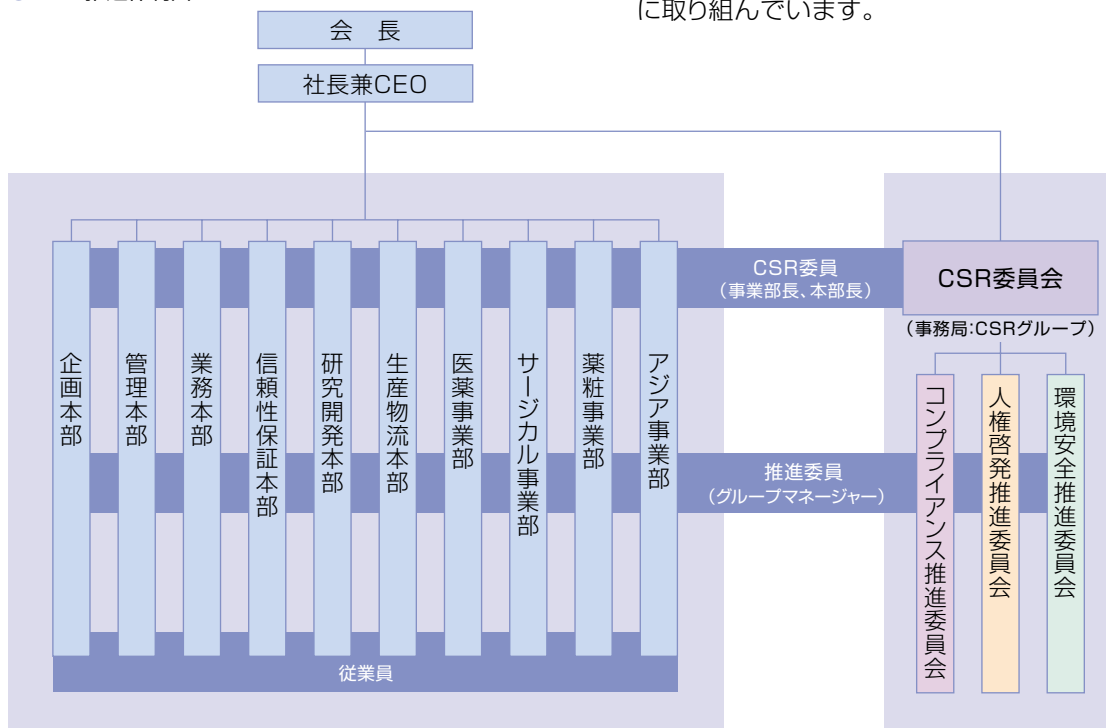 に取り組んでいます。
会 長
社長兼CEO
企画本部
管理本部
業務本部
信頼性保証本部
研究開発本部
生産物流本部
医薬事業部
サージカル事業部
薬粧事業部
アジア事業部
CSR委員
（事業部長、本部長）
CSR委員会
（事務局:CSRグループ）
推進委員
（グループマネージャー）
コンプライアンス推進委員会
人権啓発推進委員会
環境安全推進委員会
従業員